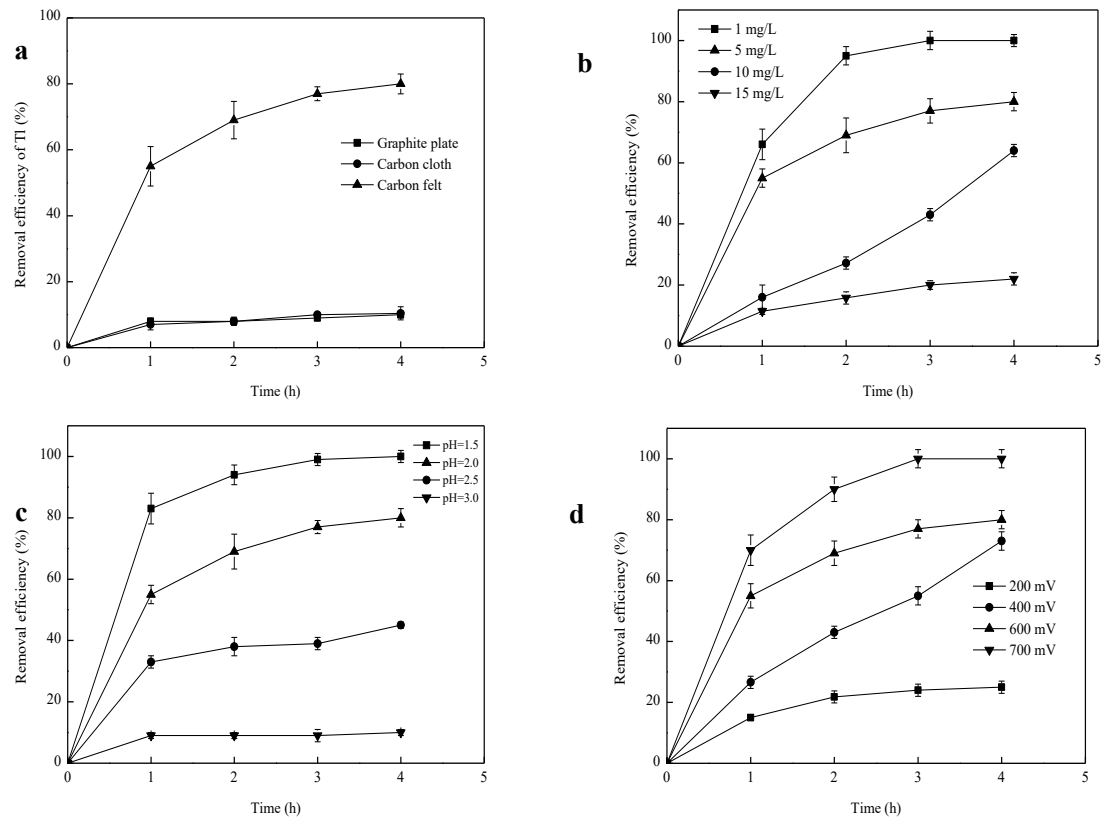 a
100
80
60
40
20
0
Removal efficiency of Tl (%)
Graphite plate
Carbon cloth
Carbon felt
0 1 2 3 4 5
Time (h)
b
100
80
60
40
20
0
Removal efficiency (%)
1 mg/L
5 mg/L
10 mg/L
15 mg/L
0 1 2 3 4 5
Time (h)
c
100
80
60
40
20
0
Removal efficiency (%)
pH=1.5
pH=2.0
pH=2.5
pH=3.0
0 1 2 3 4 5
Time (h)
d
100
80
60
40
20
0
Removal efficiency (%)
200 mV
400 mV
600 mV
700 mV
0 1 2 3 4 5
Time (h)